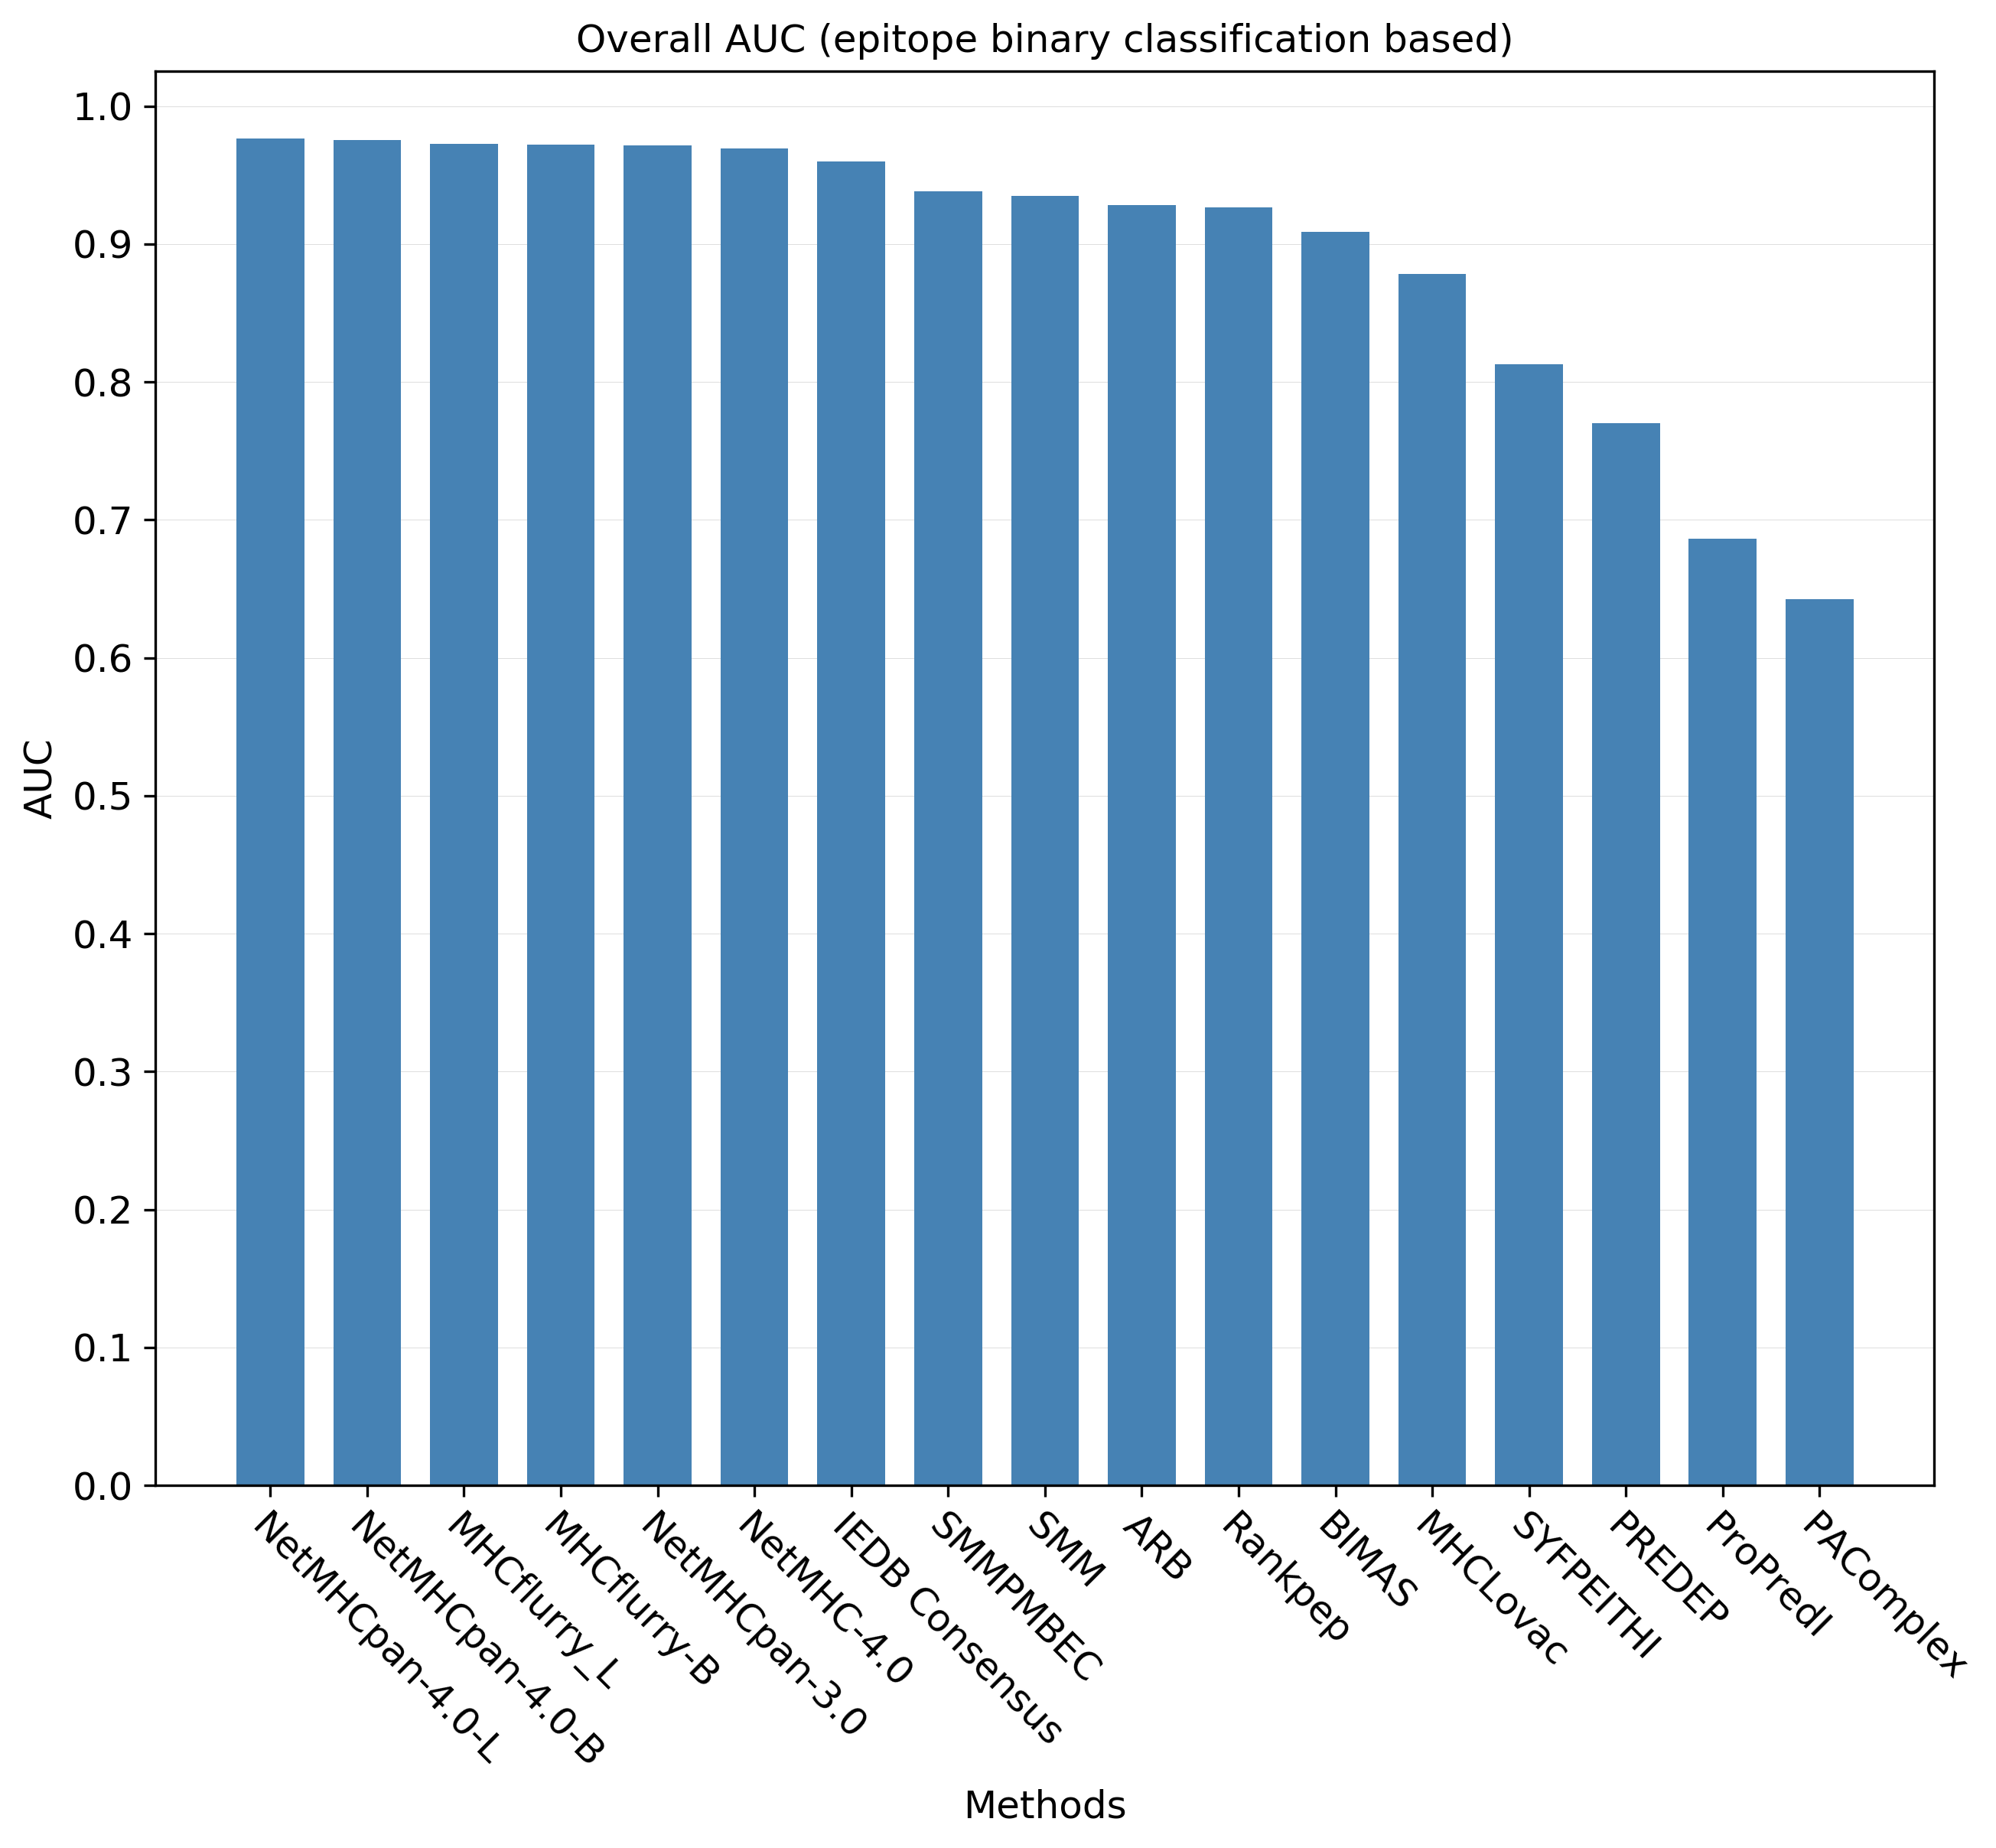 Overall AUC (epitope binary classification based)
1.0
0.9
0.8
0.7
0.6
0.5
0.4
0.3
0.2
0.1
0.0
AUC
NetMHCpan-4.0-L
NetMHCpan-4.0-B
MHCflurry_L
MHCflurry-B
NetMHCpan-3.0
NetMHC-4.0
IEDB Consensus
SMMPMBEC
SMM
ARB
Rankpep
BIMAS
MHCLovac
SYFPEITHI
PREDEP
ProPredI
PAComplex
Methods